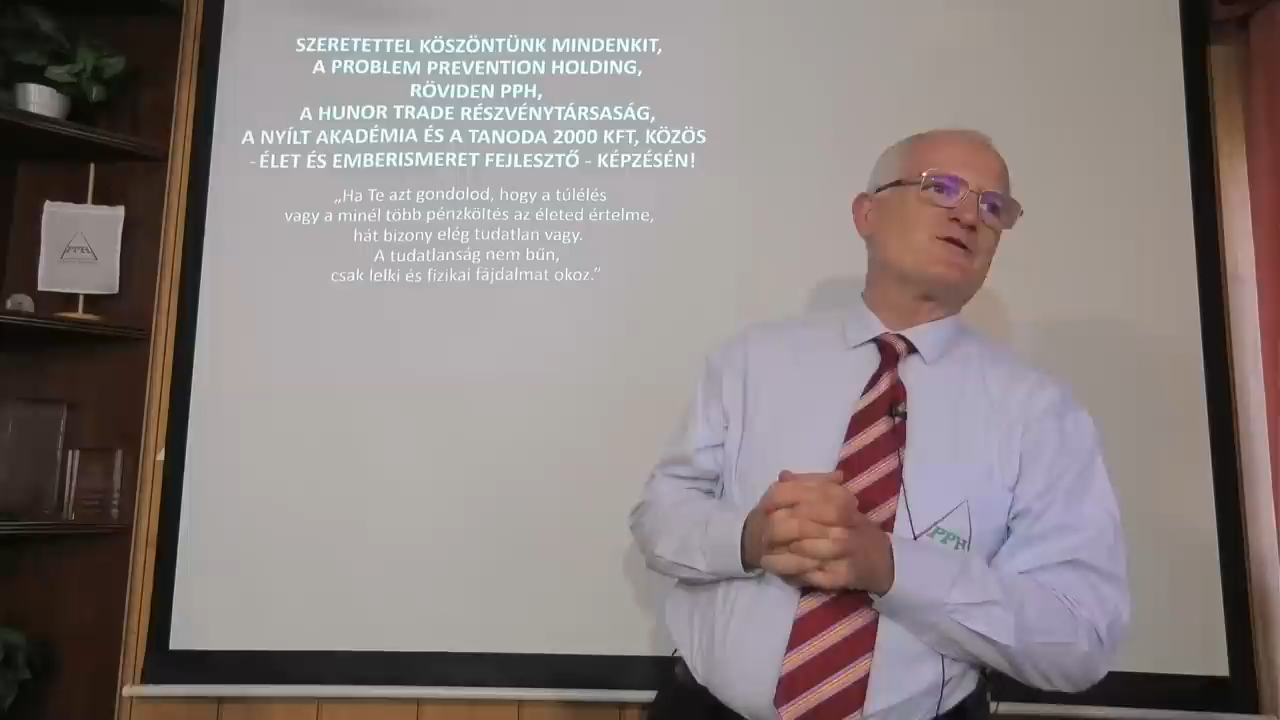 SZERETETTEL KÖSZÖNTÜNK MINDENKIT,
A PROBLEM PREVENTION HOLDING,
RÖVIDEN PPH,
A HUNOR TRADE RÉSZVÉNYTÁRSASÁG,
A NYÍLT AKADÉMIA ÉS A TANODA 2000 KFT, KÖZÖS
- ÉLET ÉS EMBERISMERET FEJLESZTŐ - KÉPZÉSÉN!
„Ha Te azt gondolod, hogy a túlélés
vagy a minél több pénzköltés az életed értelme,
hát bizony elég tudatlan vagy.
A tudatlanság nem bűn,
csak lelki és fizikai fájdalmat okoz.”
PPH
PPH